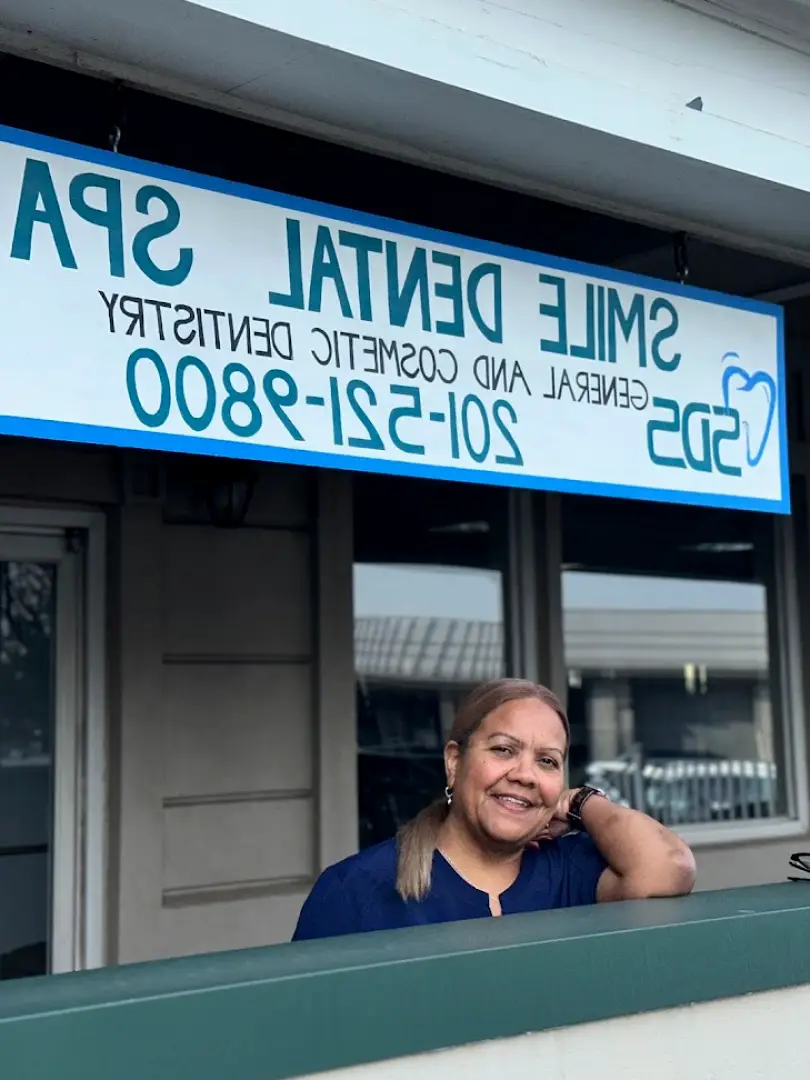 SMILE DENTAL SPA
GENERAL AND COSMETIC DENTISTRY
SDS
201-521-9800